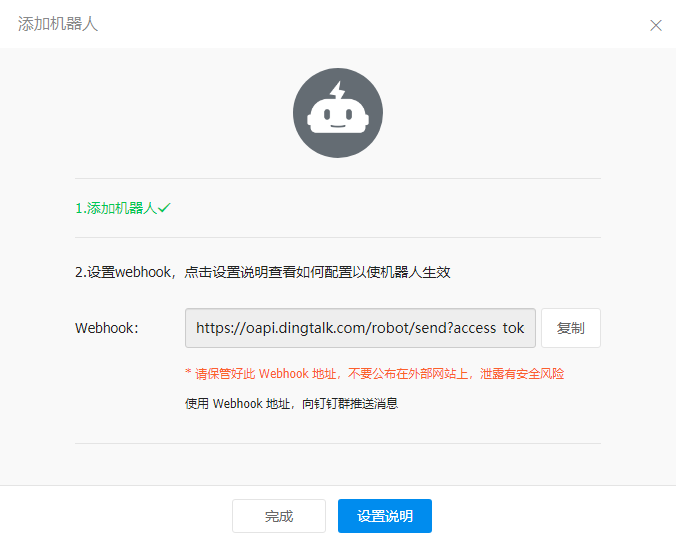 添加机器人
1.添加机器人
2.设置webhook，点击设置说明查看如何配置以使机器人生效
Webhook：
https://oapi.dingtalk.com/robot/send?access_tok
复制
* 请保管好此 Webhook 地址，不要公布在外部网站上，泄露有安全风险
使用 Webhook 地址，向钉钉群推送消息
完成
设置说明